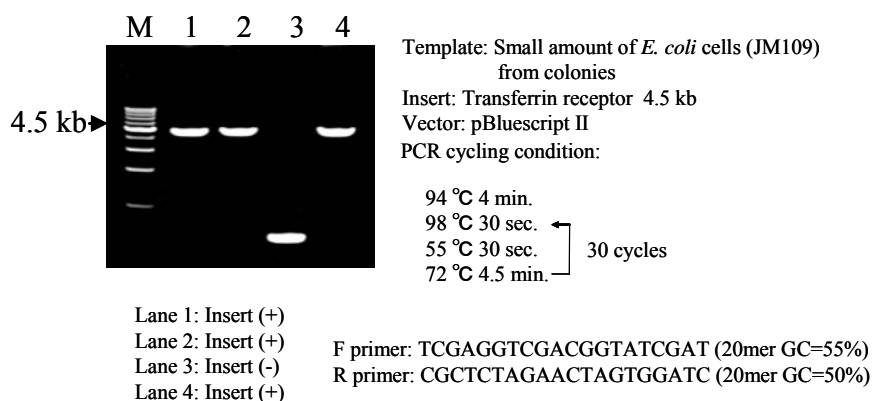 M 1 2 3 4
4.5 kb
Template: Small amount of E. coli cells (JM109)
from colonies
Insert: Transferrin receptor 4.5 kb
Vector: pBluescript II
PCR cycling condition:
94 ℃ 4 min.
98 ℃ 30 sec.
55 ℃ 30 sec.
72 ℃ 4.5 min.
30 cycles
Lane 1: Insert (+)
Lane 2: Insert (+)
Lane 3: Insert (-)
Lane 4: Insert (+)
F primer: TCGAGGTCGACGGTATCGAT (20mer GC=55%)
R primer: CGCTCTAGAACTAGTGGATC (20mer GC=50%)